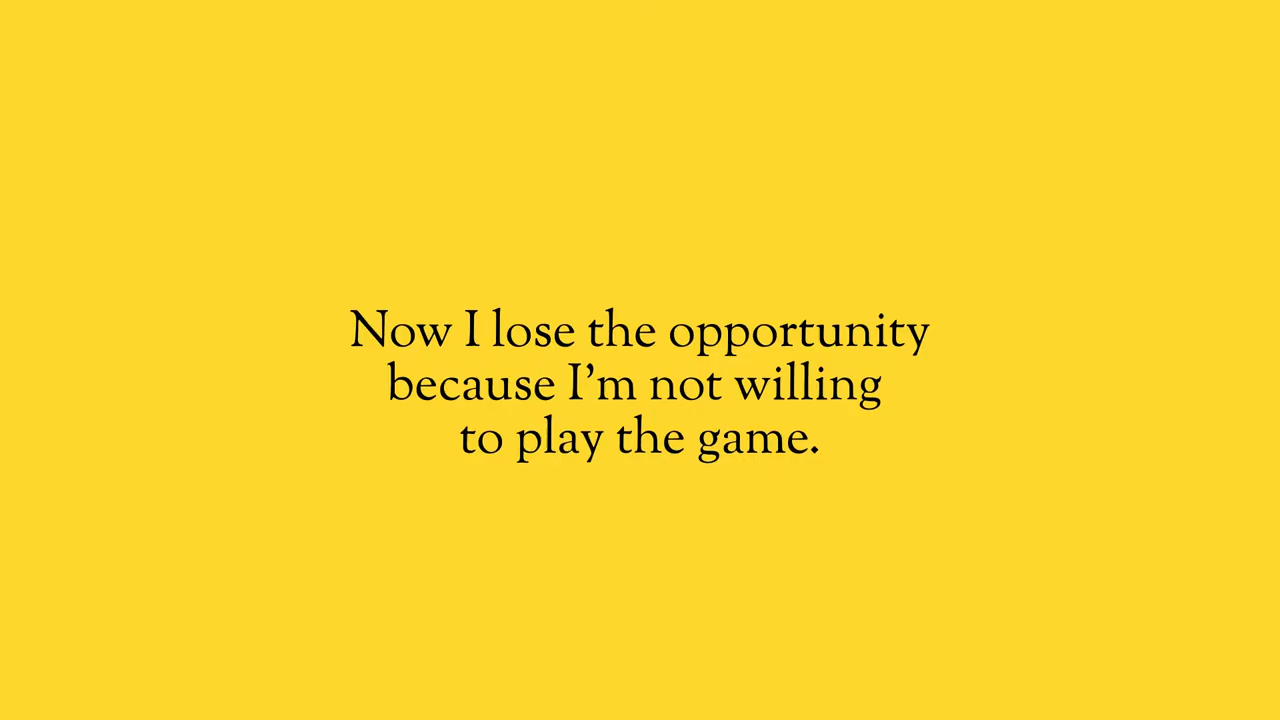 Now I lose the opportunity
because I’m not willing
to play the game.